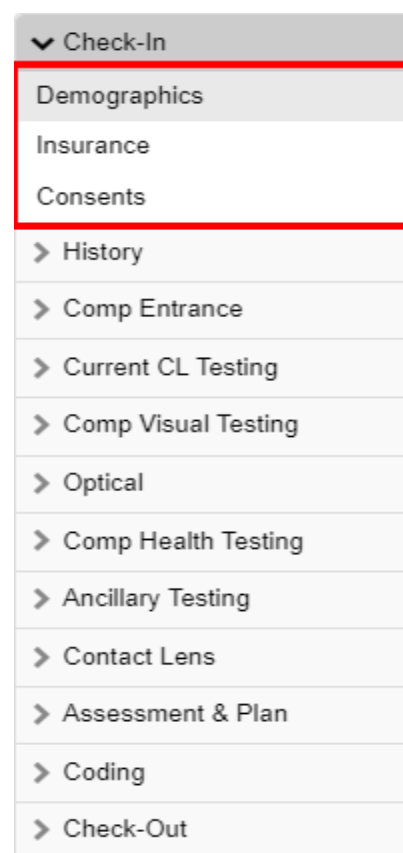 Check-In
Demographics
Insurance
Consents
History
Comp Entrance
Current CL Testing
Comp Visual Testing
Optical
Comp Health Testing
Ancillary Testing
Contact Lens
Assessment & Plan
Coding
Check-Out